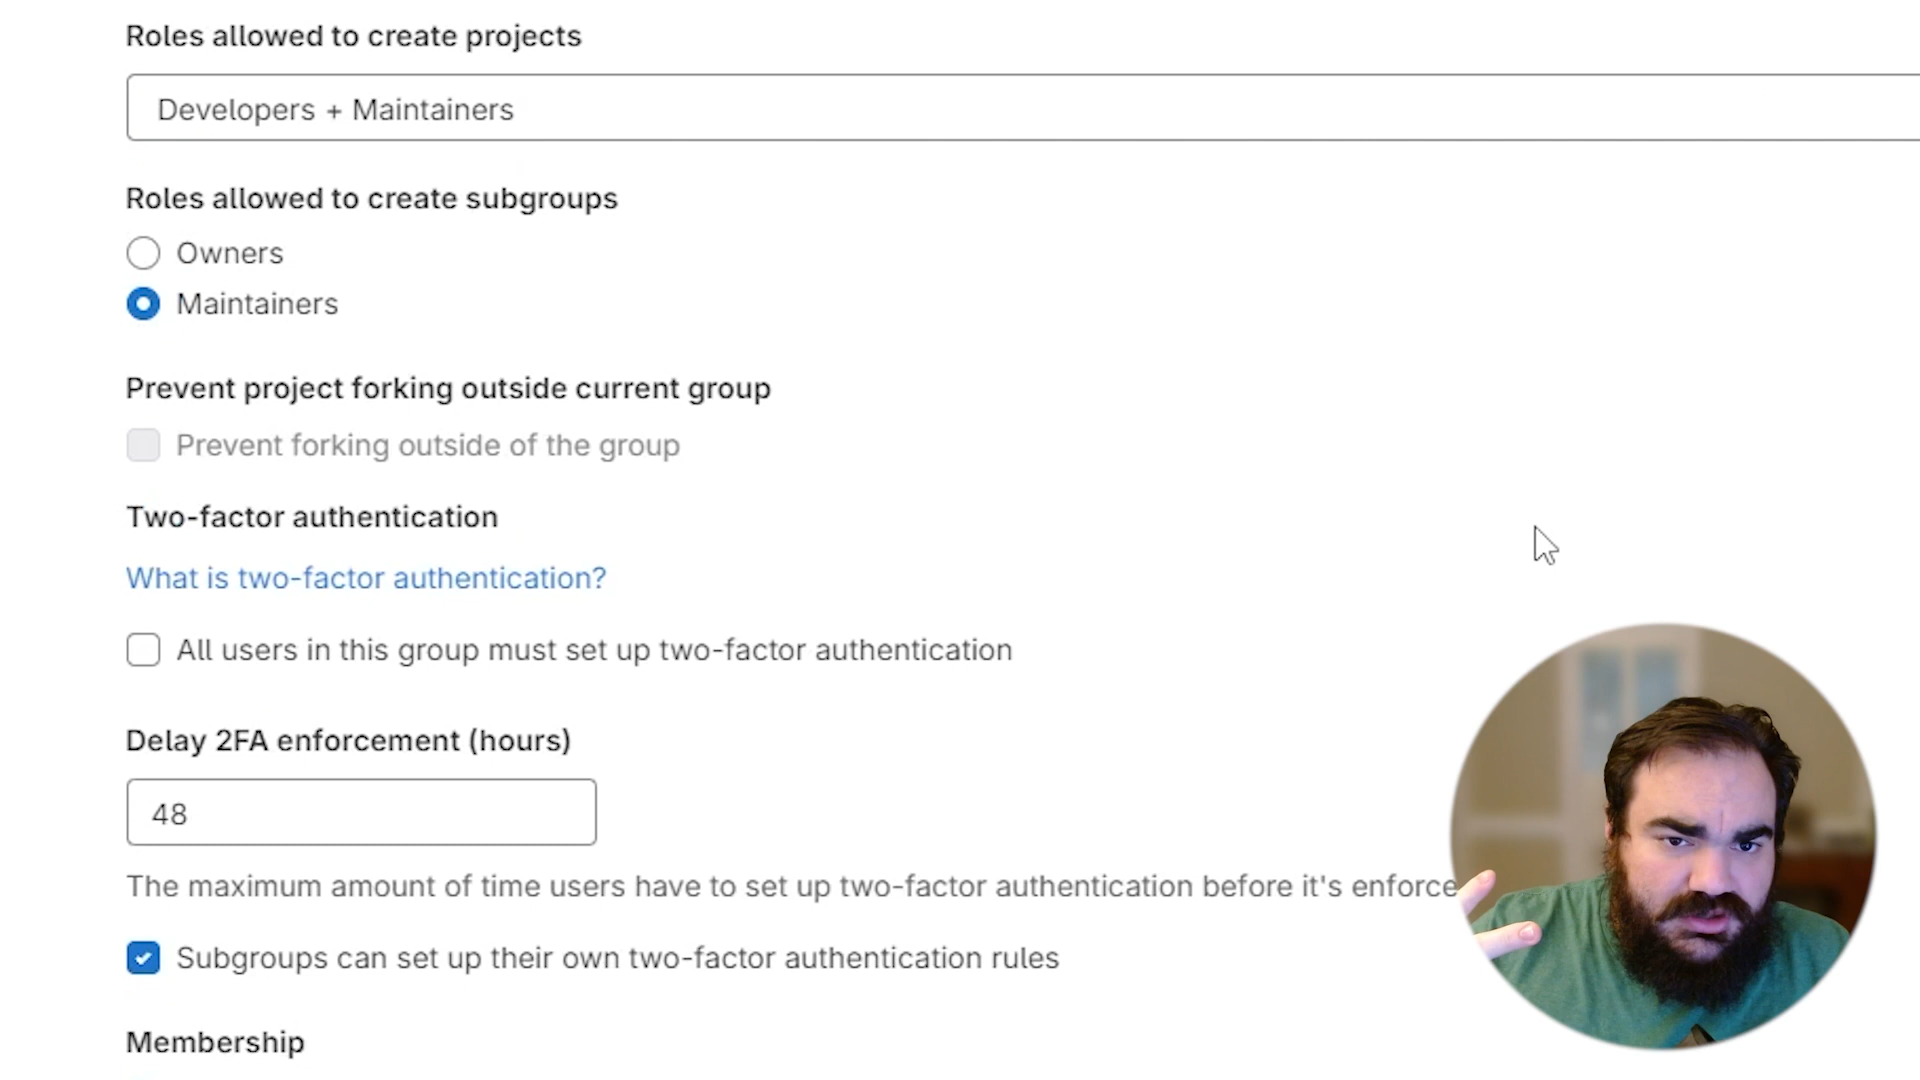 Roles allowed to create projects
Developers + Maintainers
Roles allowed to create subgroups
Owners
Maintainers
Prevent project forking outside current group
Prevent forking outside of the group
Two-factor authentication
What is two-factor authentication?
All users in this group must set up two-factor authentication
Delay 2FA enforcement (hours)
48
The maximum amount of time users have to set up two-factor authentication before it's enforce
Subgroups can set up their own two-factor authentication rules
Membership